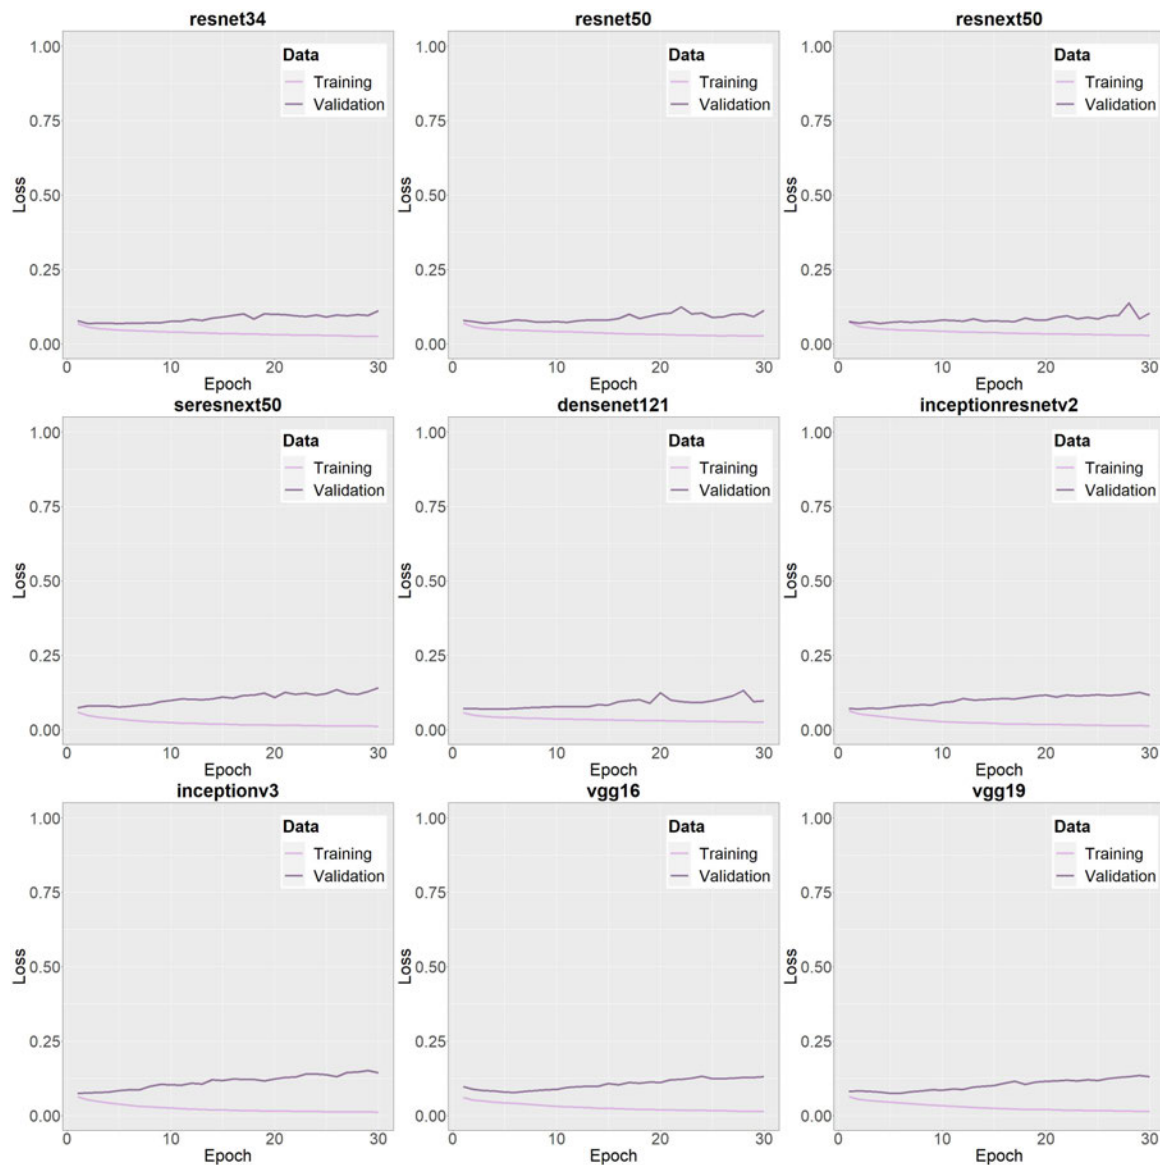 resnet34
resnet50
resnext50
1.00
0.75
0.50
0.25
0.00
Loss
Data
Training
Validation
0
10
20
30
Epoch
1.00
0.75
0.50
0.25
0.00
Loss
Data
Training
Validation
0
10
20
30
Epoch
1.00
0.75
0.50
0.25
0.00
Loss
Data
Training
Validation
0
10
20
30
Epoch
seresnext50
densenet121
inceptionresnetv2
1.00
0.75
0.50
0.25
0.00
Loss
Data
Training
Validation
0
10
20
30
Epoch
1.00
0.75
0.50
0.25
0.00
Loss
Data
Training
Validation
0
10
20
30
Epoch
1.00
0.75
0.50
0.25
0.00
Loss
Data
Training
Validation
0
10
20
30
Epoch
inceptionv3
vgg16
vgg19
1.00
0.75
0.50
0.25
0.00
Loss
Data
Training
Validation
0
10
20
30
Epoch
1.00
0.75
0.50
0.25
0.00
Loss
Data
Training
Validation
0
10
20
30
Epoch
1.00
0.75
0.50
0.25
0.00
Loss
Data
Training
Validation
0
10
20
30
Epoch